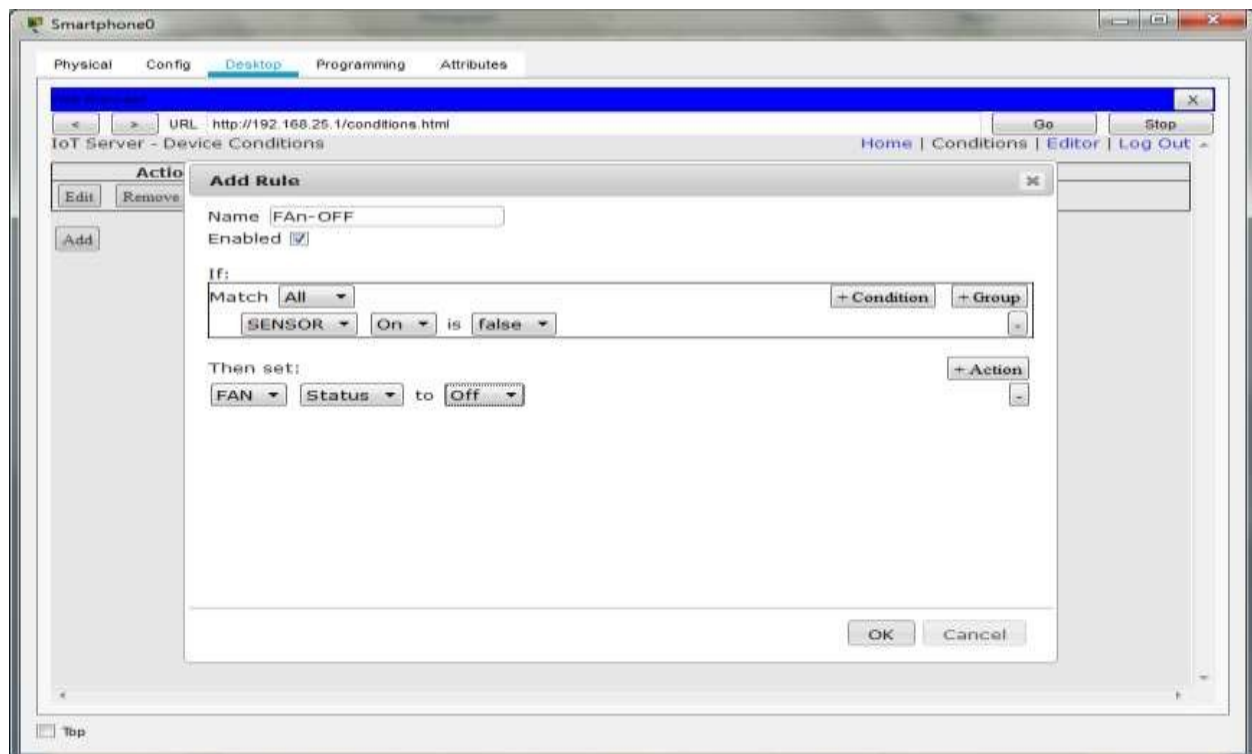 Smartphone0
Physical Config Desktop Programming Attributes
X
< > URL http://192.168.25.1/conditions.html Go Stop
IoT Server - Device Conditions Home | Conditions | Editor | Log Out
Actio
Edit Remove
Add
Add Rule
Name FAn-OFF
Enabled
If:
Match All + Condition + Group
SENSOR On is false -
Then set: + Action
FAN Status to Off -
OK Cancel
Top